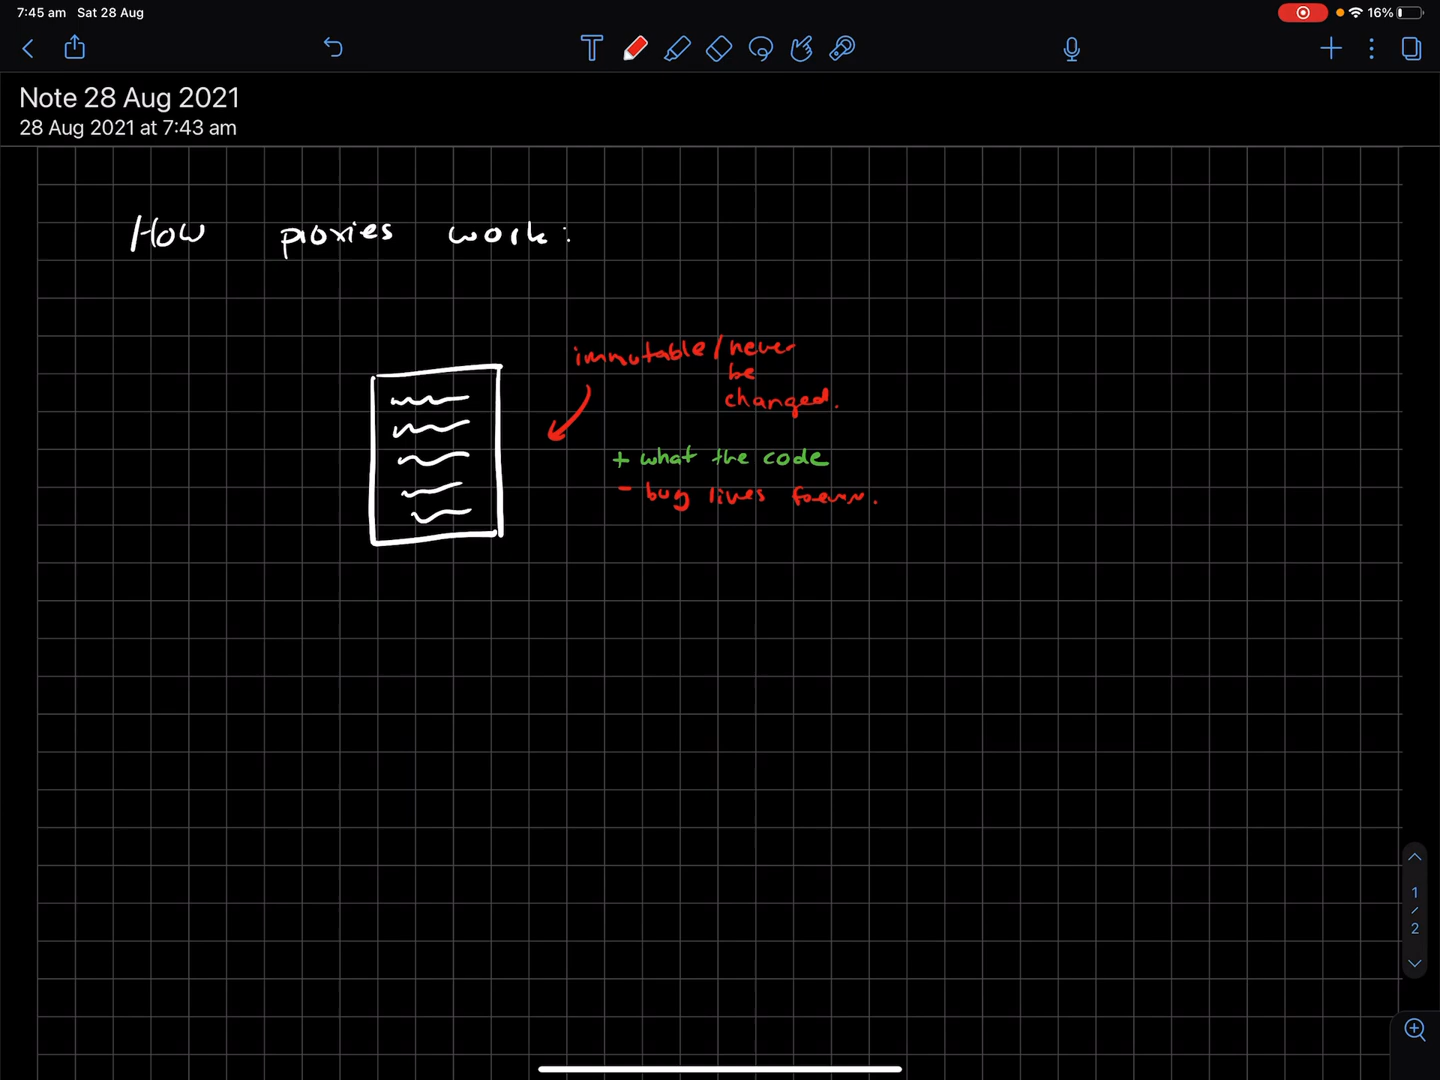 7:45 am Sat 28 Aug
16%
Note 28 Aug 2021
28 Aug 2021 at 7:43 am
How proxies work:
immutable / never
be
changed.
+ what the code
- bug lives
1
/
2